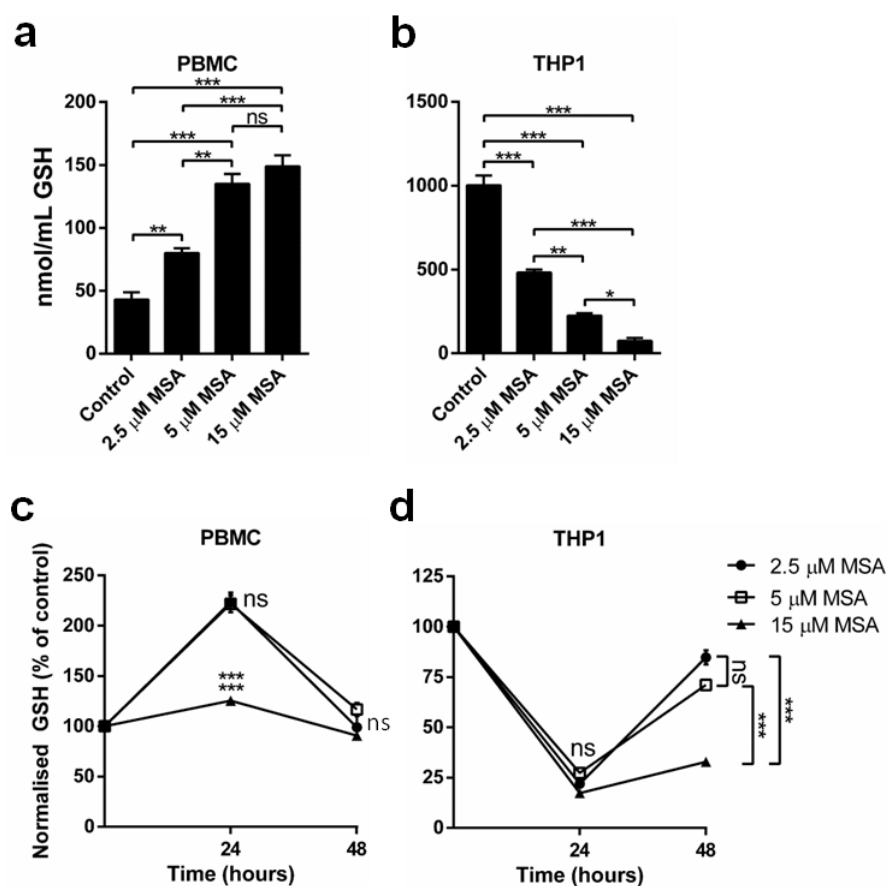 a
PBMC
nmol/mL GSH
200
150
100
50
0
***
***
ns
***
**
**
Control
2.5 μM MSA
5 μM MSA
15 μM MSA
b
THP1
1500
1000
500
0
***
***
***
***
**
*
Control
2.5 μM MSA
5 μM MSA
15 μM MSA
c
PBMC
Normalised GSH (% of control)
250
200
150
100
50
0
ns
***
***
ns
24
48
Time (hours)
d
THP1
125
100
75
50
25
0
ns
ns
***
***
24
48
Time (hours)
2.5 μM MSA
5 μM MSA
15 μM MSA